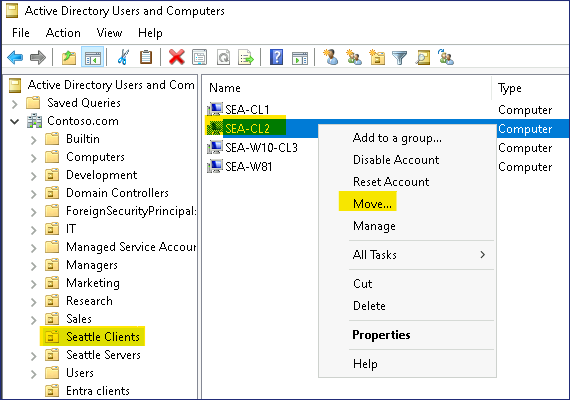 Active Directory Users and Computers
File Action View Help
Active Directory Users and Com
Saved Queries
Contoso.com
Builtin
Computers
Development
Domain Controllers
ForeignSecurityPrincipal:
IT
Managed Service Accour
Managers
Marketing
Research
Sales
Seattle Clients
Seattle Servers
Users
Entra clients
Name Type
SEA-CL1 Computer
SEA-CL2 Computer
SEA-W10-CL3 Computer
SEA-W81 Computer
Add to a group...
Disable Account
Reset Account
Move...
Manage
All Tasks
Cut
Delete
Properties
Help